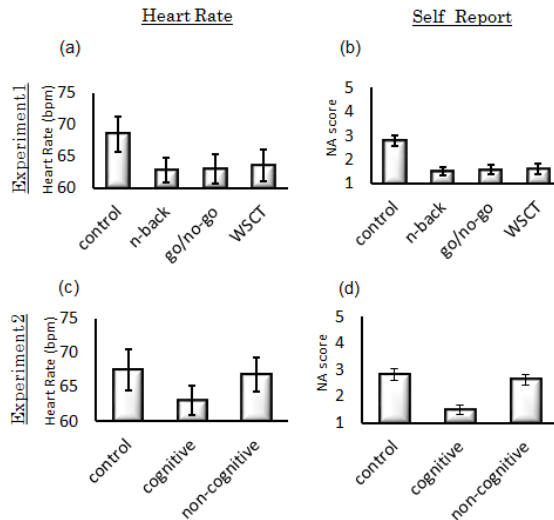 Heart Rate
Self Report
(a)
(b)
Experiment1
Heart Rate (bpm)
75
70
65
60
control
n-back
go/no-go
WSCT
NA score
5
4
3
2
1
control
n-back
go/no-go
WSCT
(c)
(d)
Experiment2
Heart Rate (bpm)
75
70
65
60
control
cognitive
non-cognitive
NA score
5
4
3
2
1
control
cognitive
non-cognitive